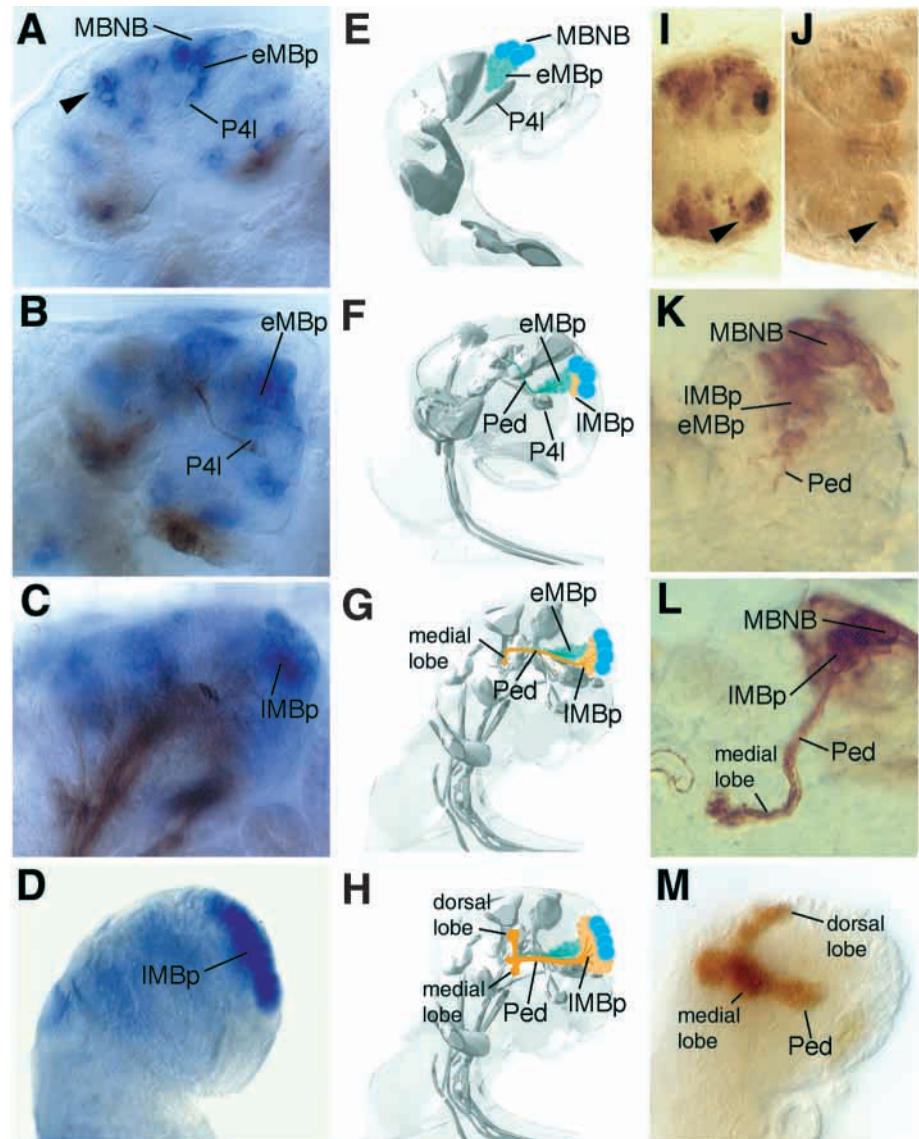 A
MBNB
eMBp
P4l
E
MBNB
eMBp
P4l
I
J
B
eMBp
P4l
F
eMBp
Ped
lMBp
P4l
K
MBNB
lMBp
eMBp
Ped
C
lMBp
G
eMBp
medial
lobe
Ped
lMBp
L
MBNB
lMBp
Ped
medial
lobe
D
lMBp
H
dorsal
lobe
medial
lobe
Ped
lMBp
M
dorsal
lobe
medial
lobe
Ped